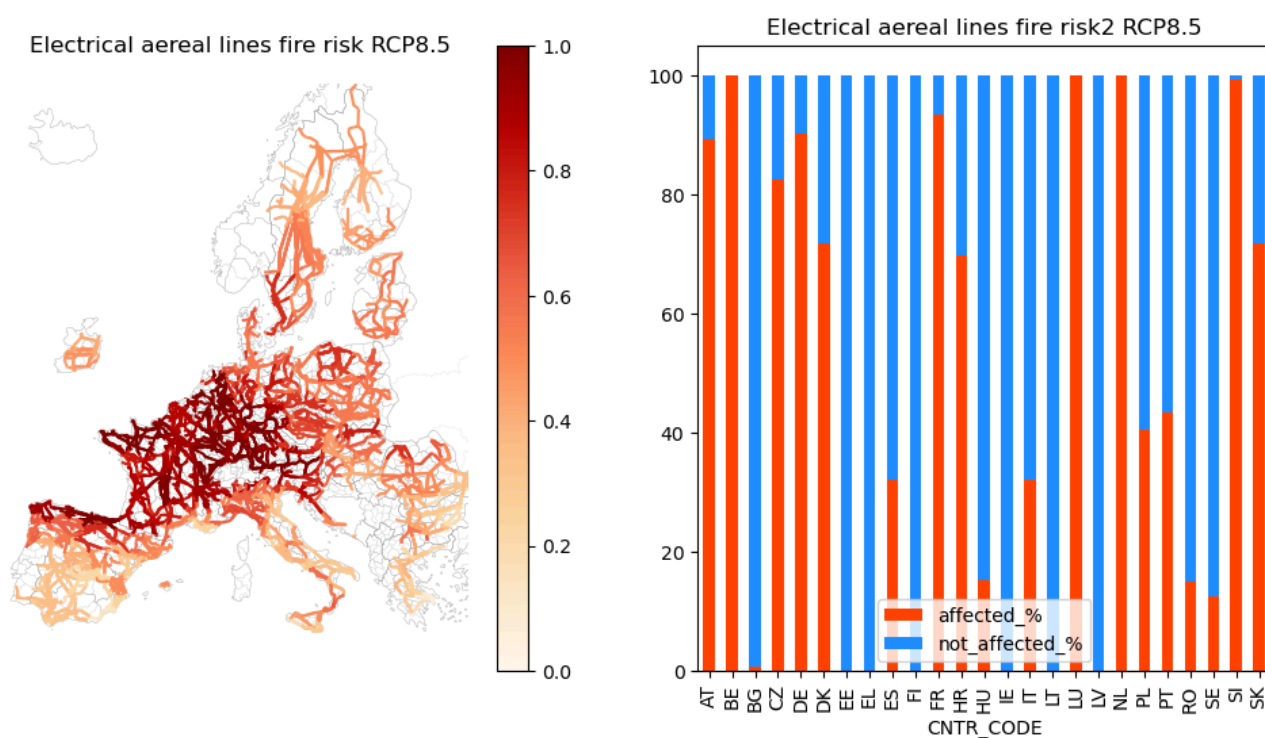 Electrical aereal lines fire risk RCP8.5
1.0
0.8
0.6
0.4
0.2
0.0
Electrical aereal lines fire risk2 RCP8.5
100
80
60
40
20
0
affected_%
not_affected_%
AT BE BG CZ DE DK EE EL ES FI FR HR HU IE IT LT LU LV NL PL PT RO SE SI SK
CNTR_CODE